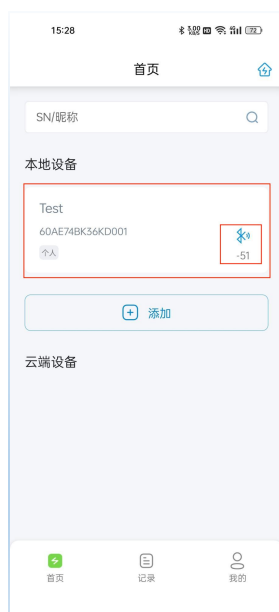 15:28
72
首页
SN/昵称
本地设备
Test
60AE74BK36KD001
个人
-51
添加
云端设备
首页
记录
我的